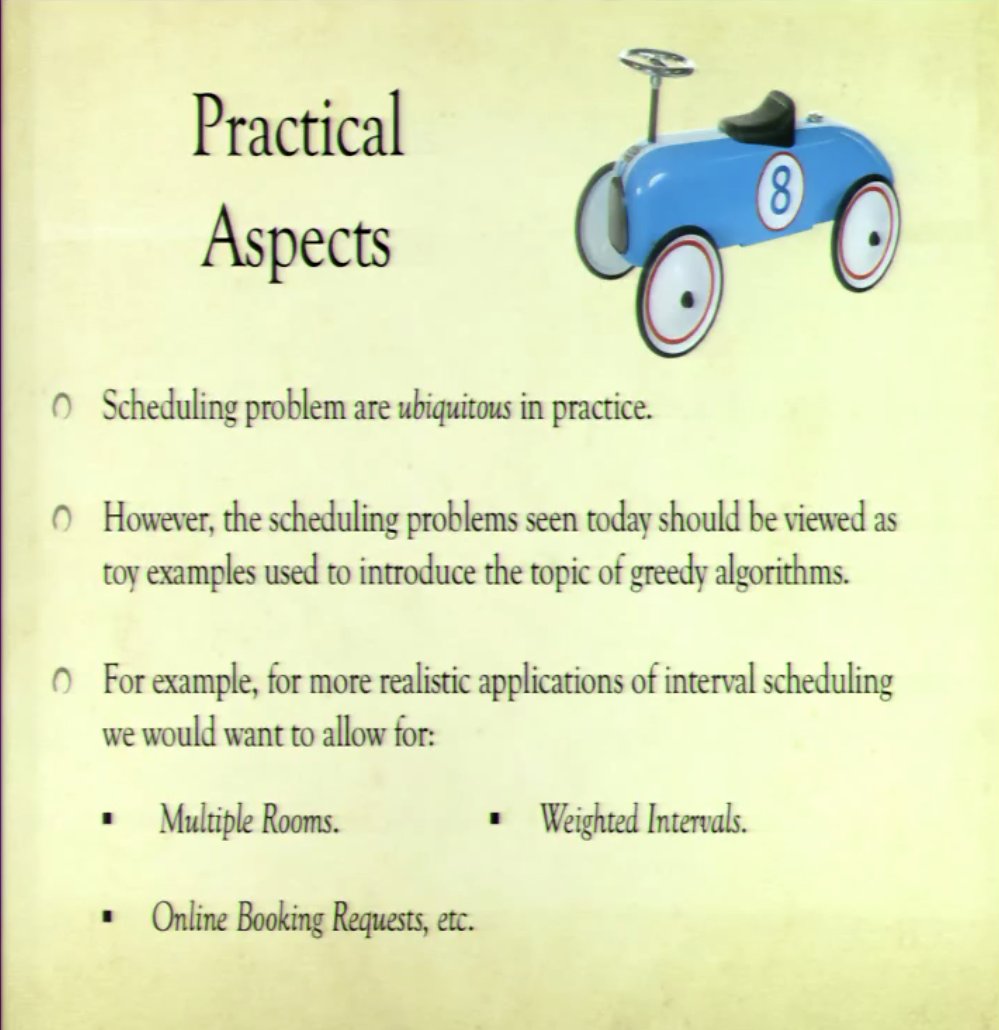 Practical
Aspects
8
Scheduling problem are ubiquitous in practice.
However, the scheduling problems seen today should be viewed as
toy examples used to introduce the topic of greedy algorithms.
For example, for more realistic applications of interval scheduling
we would want to allow for:
Multiple Rooms.
Weighted Intervals.
Online Booking Requests, etc.